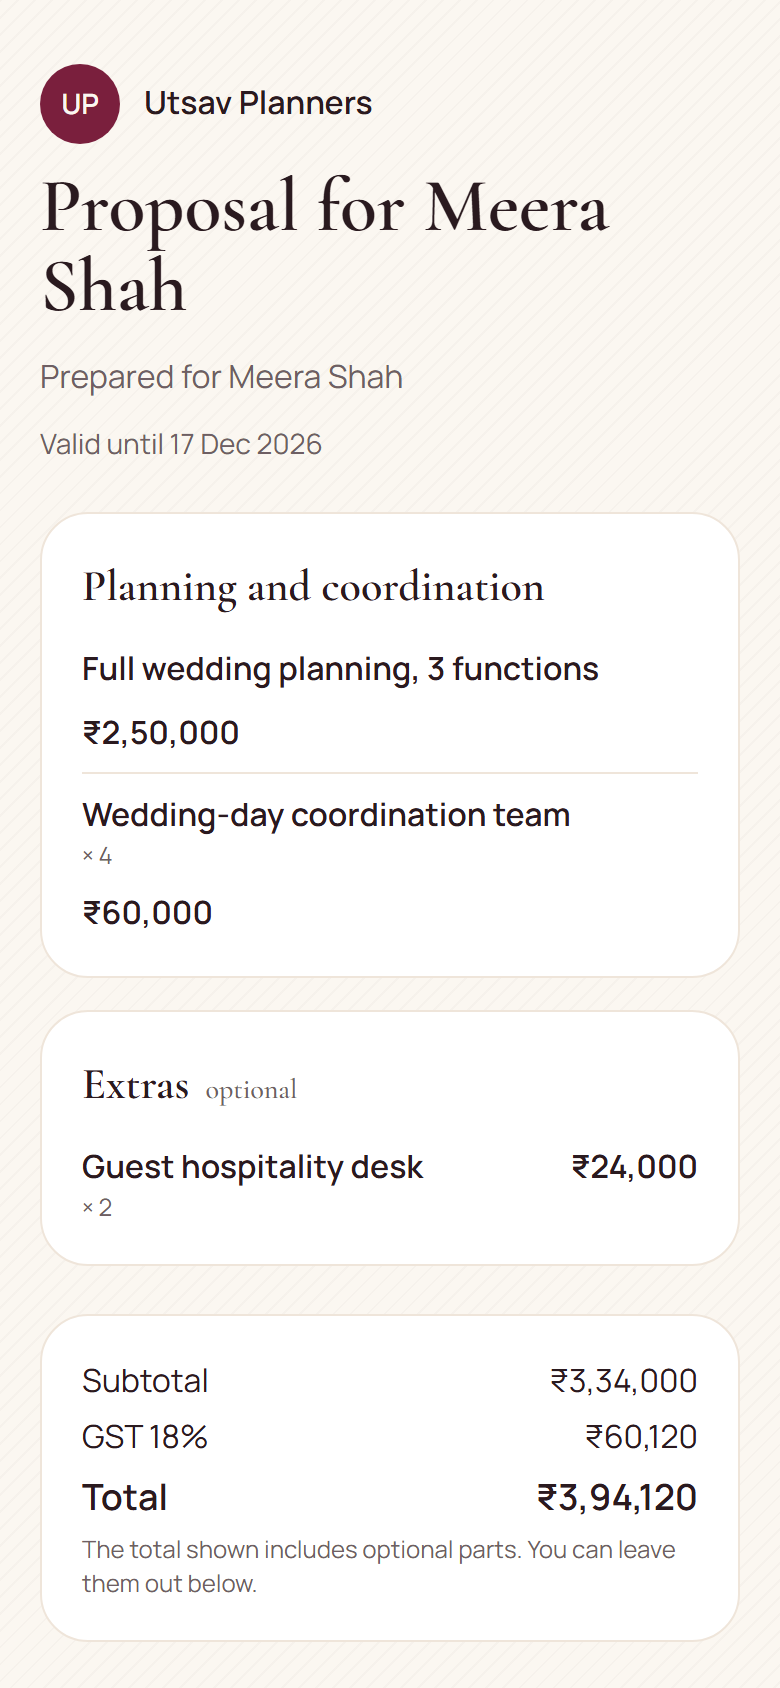 UP
Utsav Planners
Proposal for Meera
Shah
Prepared for Meera Shah
Valid until 17 Dec 2026
Planning and coordination
Full wedding planning, 3 functions
₹2,50,000
Wedding-day coordination team
× 4
₹60,000
Extras optional
Guest hospitality desk ₹24,000
× 2
Subtotal ₹3,34,000
GST 18% ₹60,120
Total ₹3,94,120
The total shown includes optional parts. You can leave
them out below.